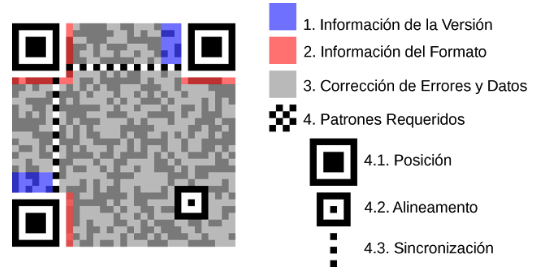 1. Información de la Versión
2. Información del Formato
3. Corrección de Errores y Datos
4. Patrones Requeridos
4.1. Posición
4.2. Alineamento
4.3. Sincronización